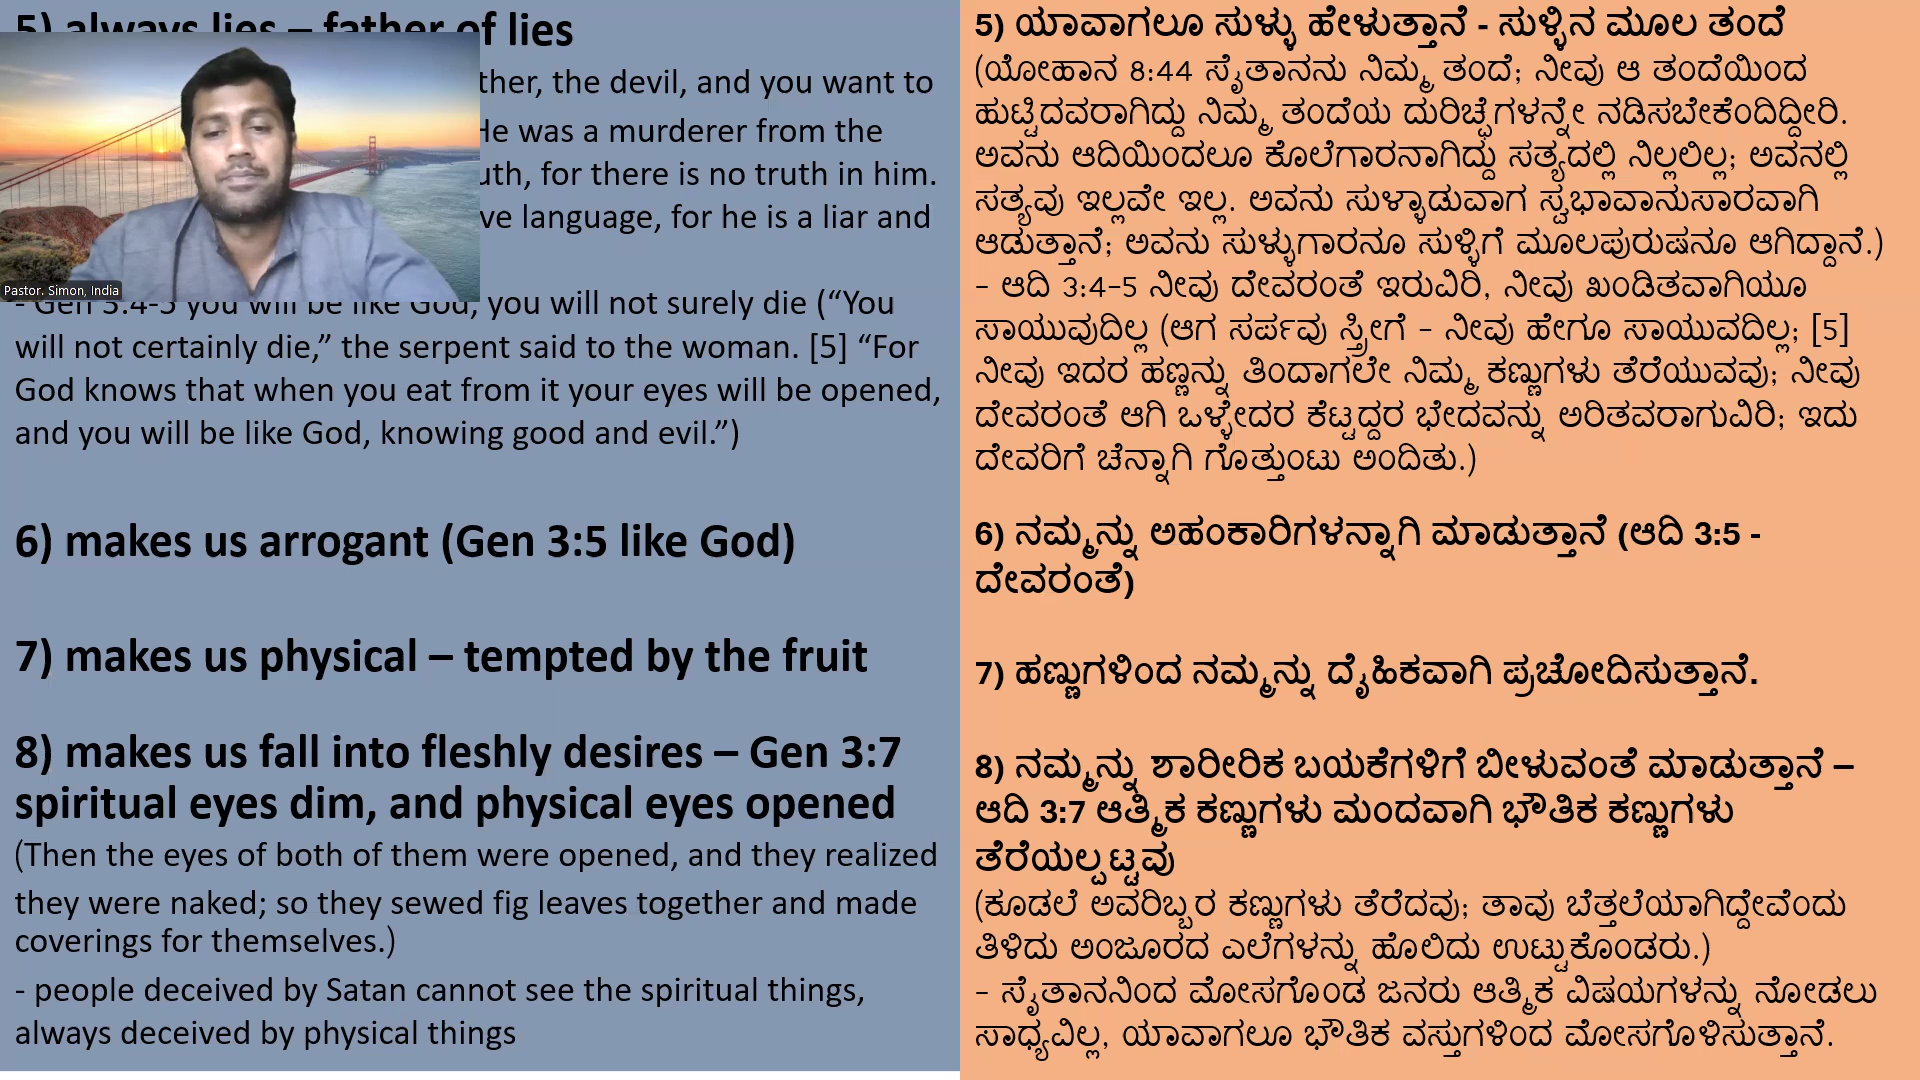 5) always lies – father of lies
ther, the devil, and you want to
He was a murderer from the
uth, for there is no truth in him.
ve language, for he is a liar and
Pastor. Simon, India
- Gen 3:4-5 you will be like God, you will not surely die (“You
will not certainly die,” the serpent said to the woman. [5] “For
God knows that when you eat from it your eyes will be opened,
and you will be like God, knowing good and evil.”)
6) makes us arrogant (Gen 3:5 like God)
7) makes us physical – tempted by the fruit
8) makes us fall into fleshly desires – Gen 3:7
spiritual eyes dim, and physical eyes opened
(Then the eyes of both of them were opened, and they realized
they were naked; so they sewed fig leaves together and made
coverings for themselves.)
- people deceived by Satan cannot see the spiritual things,
always deceived by physical things
5) ಯಾವಾಗಲೂ ಸುಳ್ಳು ಹೇಳುತ್ತಾನೆ - ಸುಳ್ಳಿನ ಮೂಲ ತಂದೆ
(ಯೋಹಾನ 8:44 ಸೈತಾನನು ನಿಮ್ಮ ತಂದೆ; ನೀವು ಆ ತಂದೆಯಿಂದ
ಹುಟ್ಟಿದವರಾಗಿದ್ದು ನಿಮ್ಮ ತಂದೆಯ ದುರಿಚ್ಛೆಗಳನ್ನೇ ನಡಿಸಬೇಕೆಂದಿದ್ದೀರಿ.
ಅವನು ಆದಿಯಿಂದಲೂ ಕೊಲೆಗಾರನಾಗಿದ್ದು ಸತ್ಯದಲ್ಲಿ ನಿಲ್ಲಲಿಲ್ಲ; ಅವನಲ್ಲಿ
ಸತ್ಯವು ಇಲ್ಲವೇ ಇಲ್ಲ. ಅವನು ಸುಳ್ಳಾಡುವಾಗ ಸ್ವಭಾವಾನುಸಾರವಾಗಿ
ಆಡುತ್ತಾನೆ; ಅವನು ಸುಳ್ಳುಗಾರನೂ ಸುಳ್ಳಿಗೆ ಮೂಲಪುರುಷನೂ ಆಗಿದ್ದಾನೆ.)
– ಆದಿ 3:4–5 ನೀವು ದೇವರಂತೆ ಇರುವಿರಿ, ನೀವು ಖಂಡಿತವಾಗಿಯೂ
ಸಾಯುವುದಿಲ್ಲ (ಆಗ ಸರ್ಪವು ಸ್ತ್ರೀಗೆ – ನೀವು ಹೇಗೂ ಸಾಯುವದಿಲ್ಲ; [5]
ನೀವು ಇದರ ಹಣ್ಣನ್ನು ತಿಂದಾಗಲೇ ನಿಮ್ಮ ಕಣ್ಣುಗಳು ತೆರೆಯುವವು; ನೀವು
ದೇವರಂತೆ ಆಗಿ ಒಳ್ಳೇದರ ಕೆಟ್ಟದ್ದರ ಭೇದವನ್ನು ಅರಿತವರಾಗುವಿರಿ; ಇದು
ದೇವರಿಗೆ ಚೆನ್ನಾಗಿ ಗೊತ್ತುಂಟು ಅಂದಿತು.)
6) ನಮ್ಮನ್ನು ಅಹಂಕಾರಿಗಳನ್ನಾಗಿ ಮಾಡುತ್ತಾನೆ (ಆದಿ 3:5 -
ದೇವರಂತೆ)
7) ಹಣ್ಣುಗಳಿಂದ ನಮ್ಮನ್ನು ದೈಹಿಕವಾಗಿ ಪ್ರಚೋದಿಸುತ್ತಾನೆ.
8) ನಮ್ಮನ್ನು ಶಾರೀರಿಕ ಬಯಕೆಗಳಿಗೆ ಬೀಳುವಂತೆ ಮಾಡುತ್ತಾನೆ –
ಆದಿ 3:7 ಆತ್ಮಿಕ ಕಣ್ಣುಗಳು ಮಂದವಾಗಿ ಭೌತಿಕ ಕಣ್ಣುಗಳು
ತೆರೆಯಲ್ಪಟ್ಟವು
(ಕೂಡಲೆ ಅವರಿಬ್ಬರ ಕಣ್ಣುಗಳು ತೆರೆದವು; ತಾವು ಬೆತ್ತಲೆಯಾಗಿದ್ದೇವೆಂದು
ತಿಳಿದು ಅಂಜೂರದ ಎಲೆಗಳನ್ನು ಹೊಲಿದು ಉಟ್ಟುಕೊಂಡರು.)
– ಸೈತಾನನಿಂದ ಮೋಸಗೊಂಡ ಜನರು ಆತ್ಮಿಕ ವಿಷಯಗಳನ್ನು ನೋಡಲು
ಸಾಧ್ಯವಿಲ್ಲ, ಯಾವಾಗಲೂ ಭೌತಿಕ ವಸ್ತುಗಳಿಂದ ಮೋಸಗೊಳಿಸುತ್ತಾನೆ.